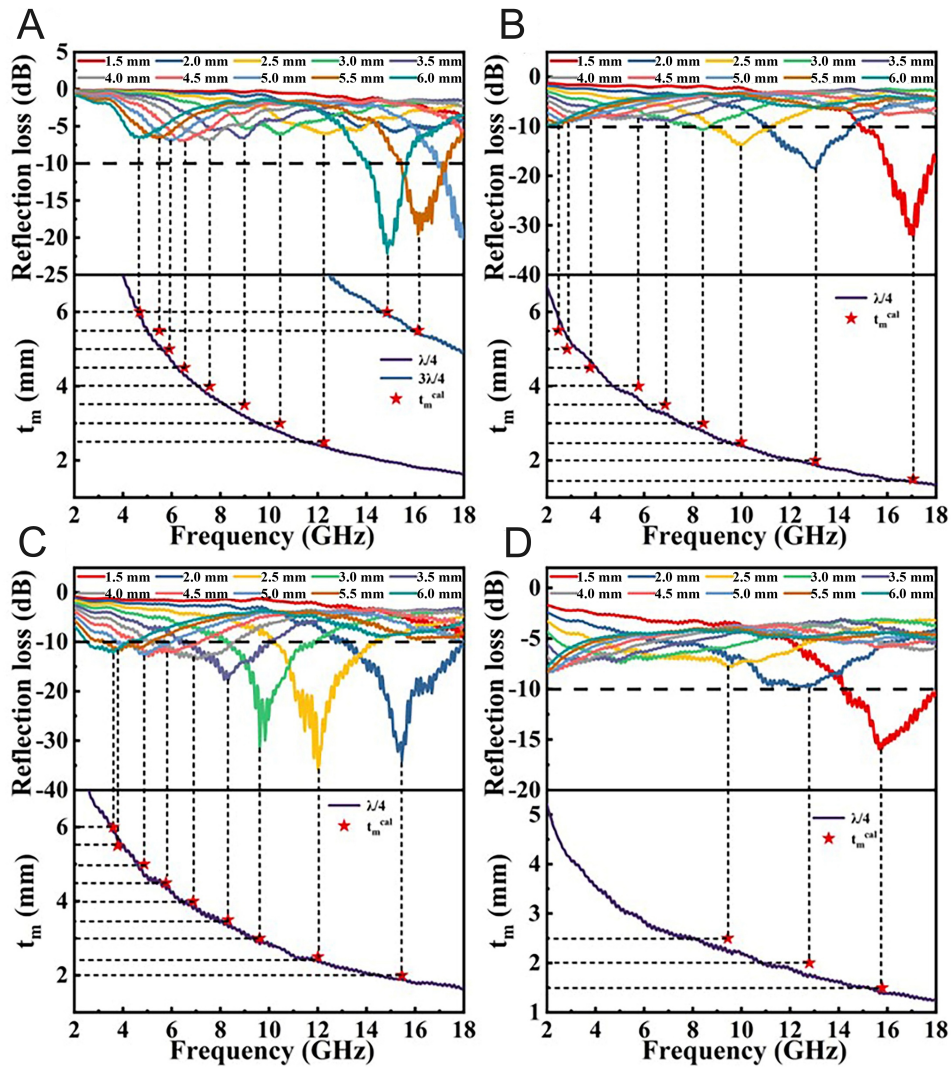 A
Reflection loss (dB)
5
0
-5
-10
-15
-20
-25
1.5 mm 2.0 mm 2.5 mm 3.0 mm 3.5 mm
4.0 mm 4.5 mm 5.0 mm 5.5 mm 6.0 mm
tm (mm)
6
4
2
λ/4
3λ/4
tmcal
2 4 6 8 10 12 14 16 18
Frequency (GHz)
B
Reflection loss (dB)
0
-10
-20
-30
-40
1.5 mm 2.0 mm 2.5 mm 3.0 mm 3.5 mm
4.0 mm 4.5 mm 5.0 mm 5.5 mm 6.0 mm
tm (mm)
6
4
2
λ/4
tmcal
2 4 6 8 10 12 14 16 18
Frequency (GHz)
C
Reflection loss (dB)
0
-10
-20
-30
-40
1.5 mm 2.0 mm 2.5 mm 3.0 mm 3.5 mm
4.0 mm 4.5 mm 5.0 mm 5.5 mm 6.0 mm
tm (mm)
6
4
2
λ/4
tmcal
2 4 6 8 10 12 14 16 18
Frequency (GHz)
D
Reflection loss (dB)
0
-5
-10
-15
-20
1.5 mm 2.0 mm 2.5 mm 3.0 mm 3.5 mm
4.0 mm 4.5 mm 5.0 mm 5.5 mm 6.0 mm
tm (mm)
5
4
3
2
1
λ/4
tmcal
2 4 6 8 10 12 14 16 18
Frequency (GHz)